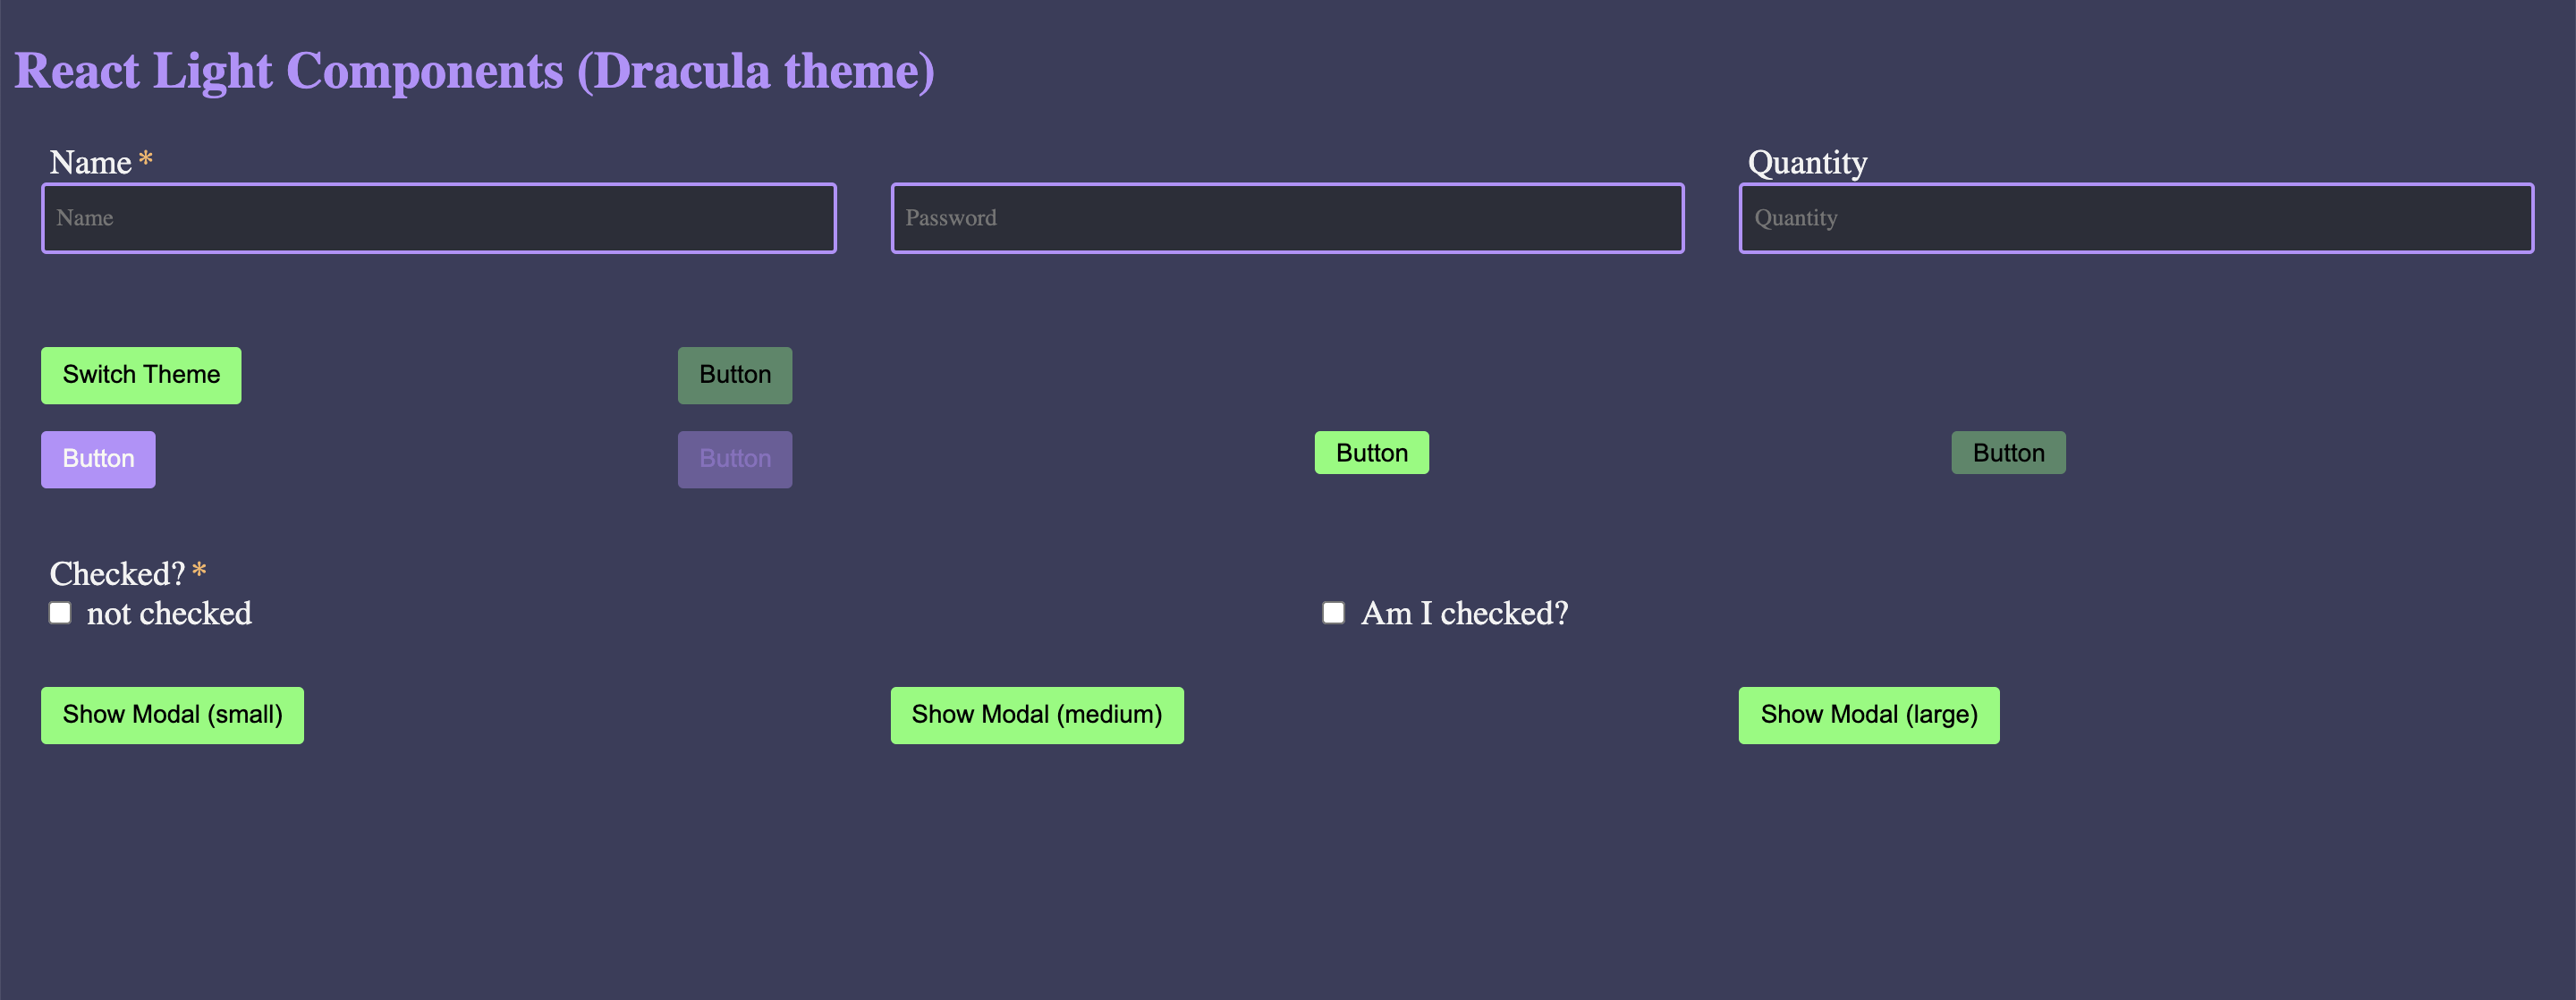 React Light Components (Dracula theme)
Name *
Quantity
Name
Password
Quantity
Switch Theme
Button
Button
Button
Button
Button
Checked? *
not checked
Am I checked?
Show Modal (small)
Show Modal (medium)
Show Modal (large)